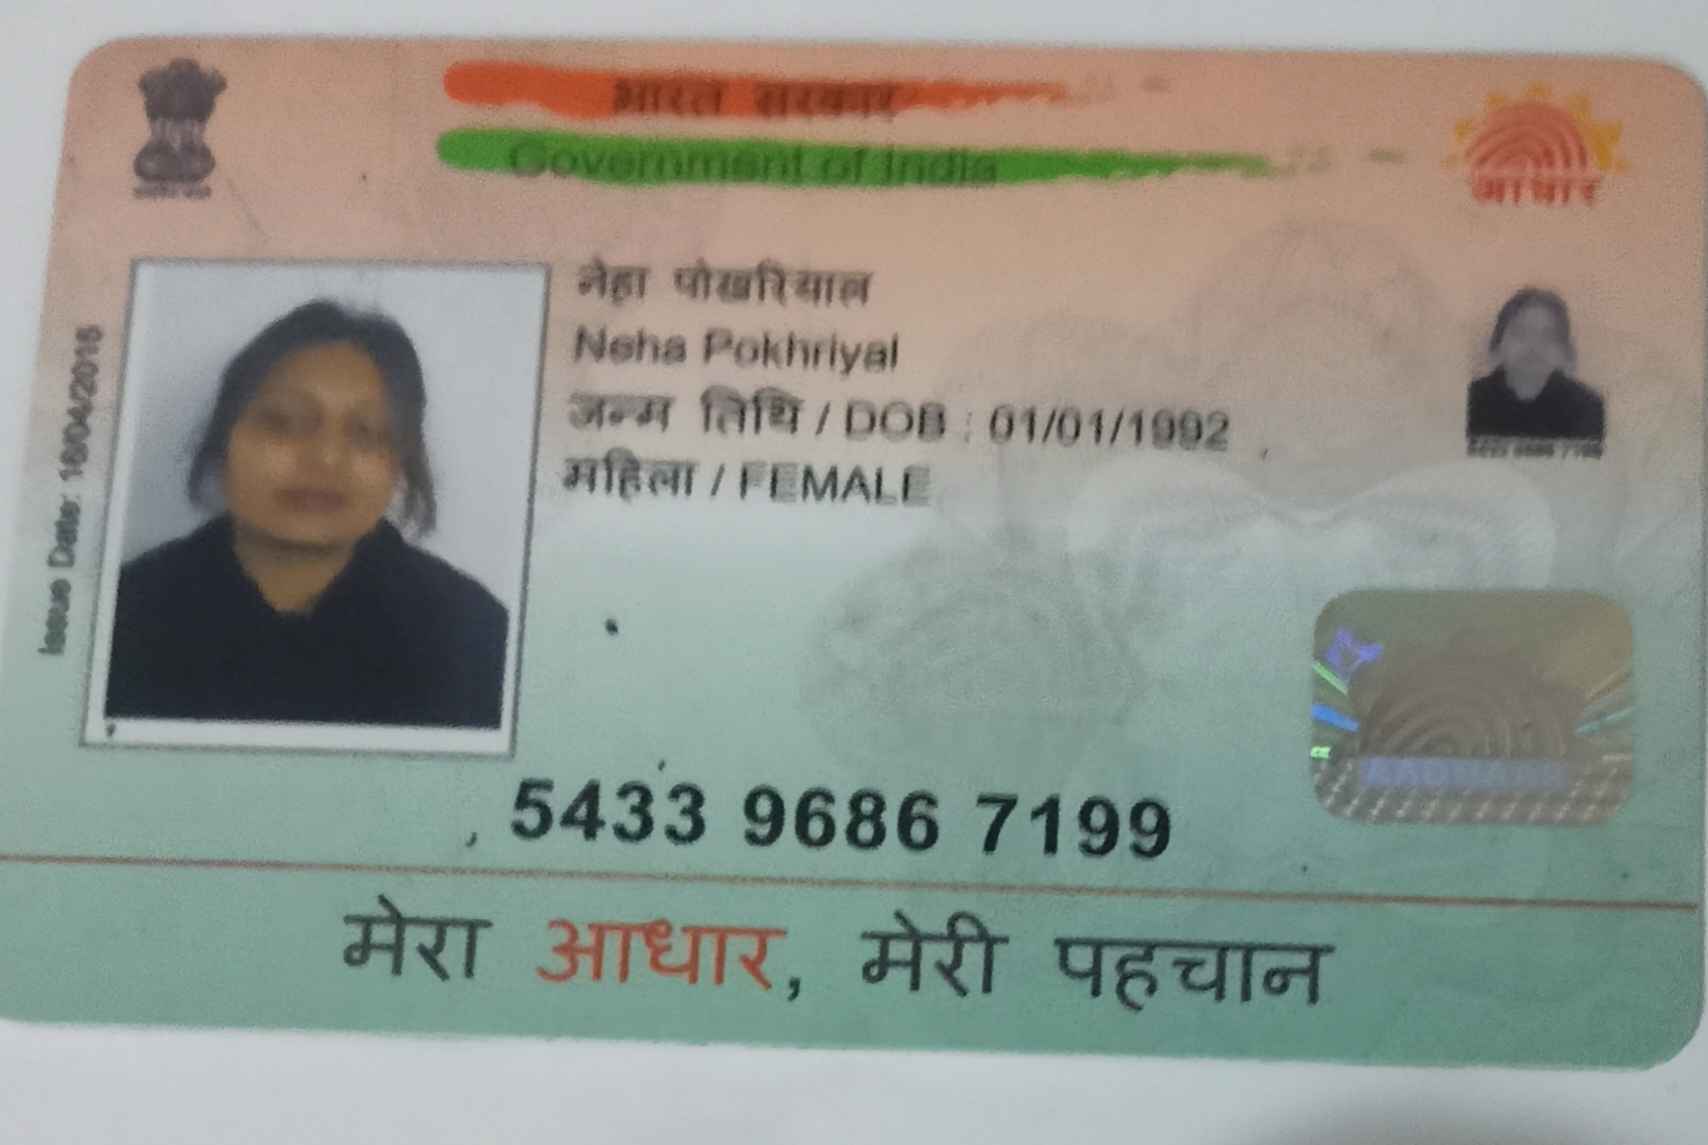 भारत सरकार
Government of India
आधार
नेहा पोखरियाल
Neha Pokhriyal
जन्म तिथि / DOB : 01/01/1992
महिला / FEMALE
Issue Date: 16/04/2015
5433 9686 7199
AADHAAR
मेरा आधार, मेरी पहचान